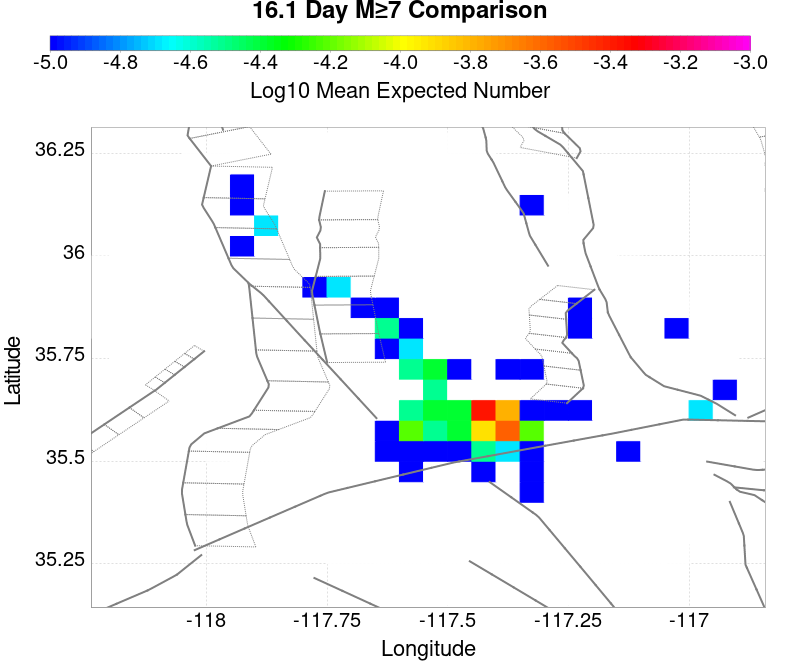 16.1 Day M≥7 Comparison
-5.0 -4.8 -4.6 -4.4 -4.2 -4.0 -3.8 -3.6 -3.4 -3.2 -3.0
Log10 Mean Expected Number
36.25
36
35.75
35.5
35.25
Latitude
-118 -117.75 -117.5 -117.25 -117
Longitude